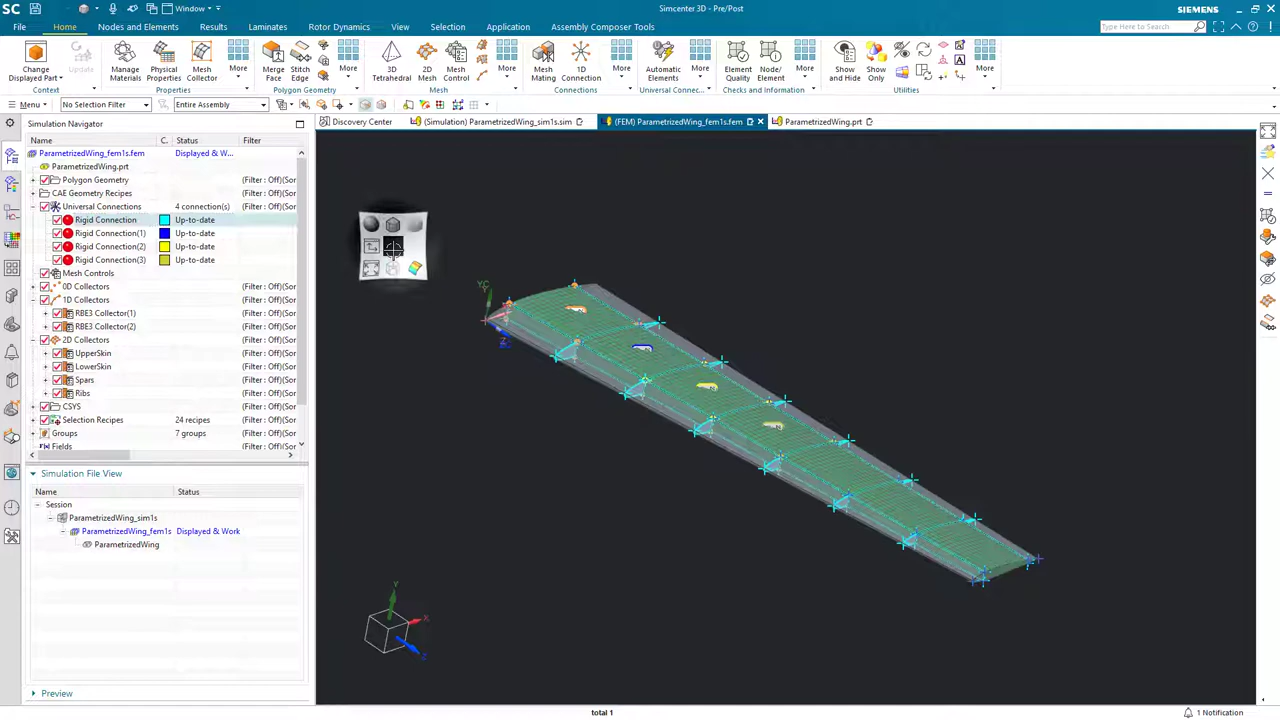 SC
Window
Simcenter 3D - Pre/Post
SIEMENS
File
Home
Nodes and Elements
Results
Laminates
Rotor Dynamics
View
Selection
Application
Assembly Composer Tools
Type Here to Search
Change Displayed Part
Update
Manage Materials
Physical Properties
Mesh Collector
More
Merge Face
Stitch Edge
More
3D Tetrahedral
2D Mesh
Mesh Control
More
Mesh Mating
1D Connection
More
Automatic Elements
More
Element Quality
Node/ Element
More
Show and Hide
Show Only
More
Context
Properties
Polygon Geometry
Mesh
Connections
Universal Connec...
Checks and Information
Utilities
Menu
No Selection Filter
Entire Assembly
Simulation Navigator
Discovery Center
(Simulation) ParametrizedWing_sim1s.sim
(FEM) ParametrizedWing_fem1s.fem
ParametrizedWing.prt
Name C. Status Filter
ParametrizedWing_fem1s.fem Displayed & W...
ParametrizedWing.prt
Polygon Geometry (Filter : Off)(Sor
CAE Geometry Recipes (Filter : Off)(Sor
Universal Connections 4 connection(s)
Rigid Connection Up-to-date
Rigid Connection(1) Up-to-date
Rigid Connection(2) Up-to-date
Rigid Connection(3) Up-to-date
Mesh Controls
0D Collectors (Filter : Off)(Sor
1D Collectors (Filter : Off)(Sor
RBE3 Collector(1) (Filter : Off)(Sor
RBE3 Collector(2) (Filter : Off)(Sor
2D Collectors (Filter : Off)(Sor
UpperSkin (Filter : Off)(Sor
LowerSkin (Filter : Off)(Sor
Spars (Filter : Off)(Sor
Ribs (Filter : Off)(Sor
CSYS (Filter : Off)(Sor
Selection Recipes 24 recipes (Filter : Off)(Sor
Groups 7 groups (Filter : Off)(Sor
Fields (Filter : Off)(Sor
Simulation File View
Name Status
Session
ParametrizedWing_sim1s
ParametrizedWing_fem1s Displayed & Work
ParametrizedWing
Preview
YC
Y
Z
Y
X
Z
total 1
1 Notification